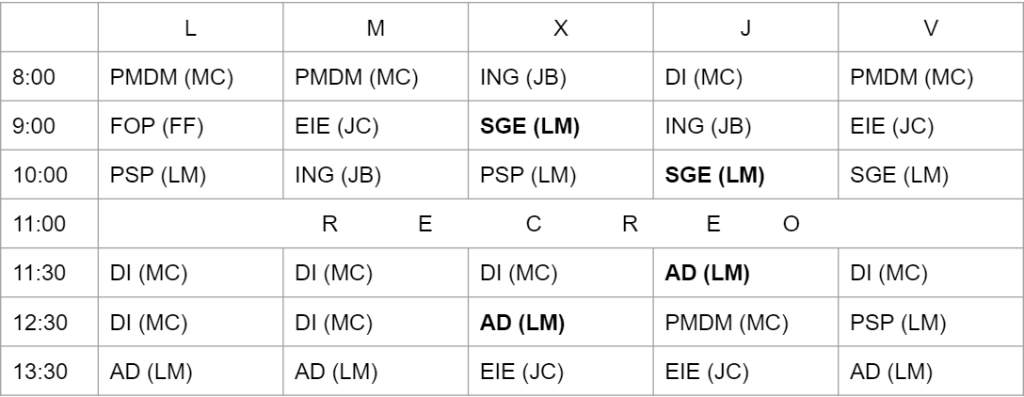 L M X J V
8:00 PMDM (MC) PMDM (MC) ING (JB) DI (MC) PMDM (MC)
9:00 FOP (FF) EIE (JC) SGE (LM) ING (JB) EIE (JC)
10:00 PSP (LM) ING (JB) PSP (LM) SGE (LM) SGE (LM)
11:00 R E C R E O
11:30 DI (MC) DI (MC) DI (MC) AD (LM) DI (MC)
12:30 DI (MC) DI (MC) AD (LM) PMDM (MC) PSP (LM)
13:30 AD (LM) AD (LM) EIE (JC) EIE (JC) AD (LM)